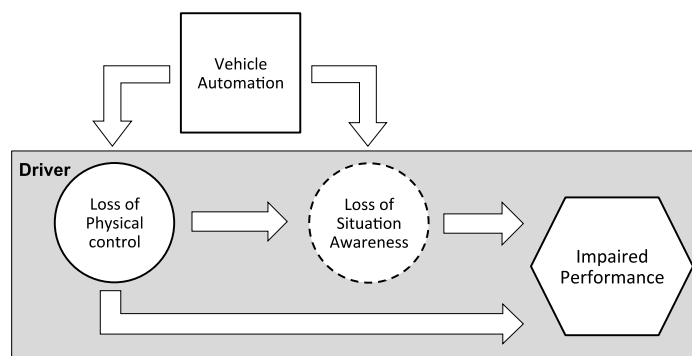 Vehicle
Automation
Driver
Loss of
Physical
control
Loss of
Situation
Awareness
Impaired
Performance